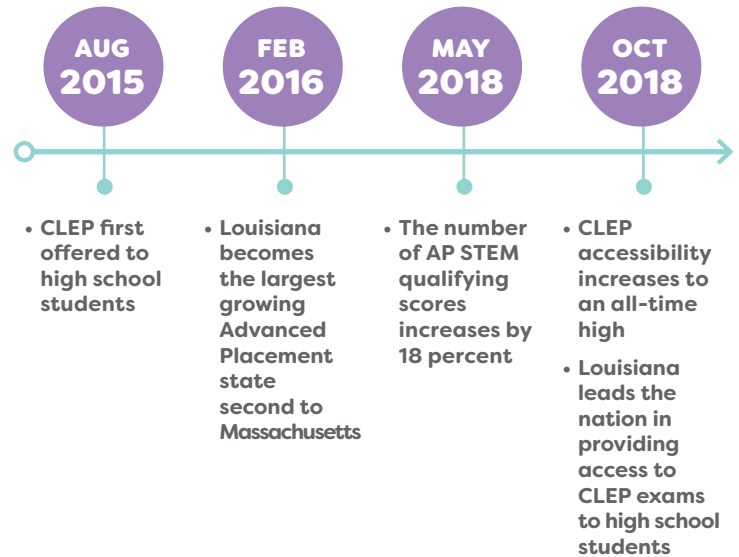 AUG
2015
FEB
2016
MAY
2018
OCT
2018
• CLEP first
offered to
high school
students
• Louisiana
becomes
the largest
growing
Advanced
Placement
state
second to
Massachusetts
• The number
of AP STEM
qualifying
scores
increases by
18 percent
• CLEP
accessibility
increases to
an all-time
high
• Louisiana
leads the
nation in
providing
access to
CLEP exams
to high school
students